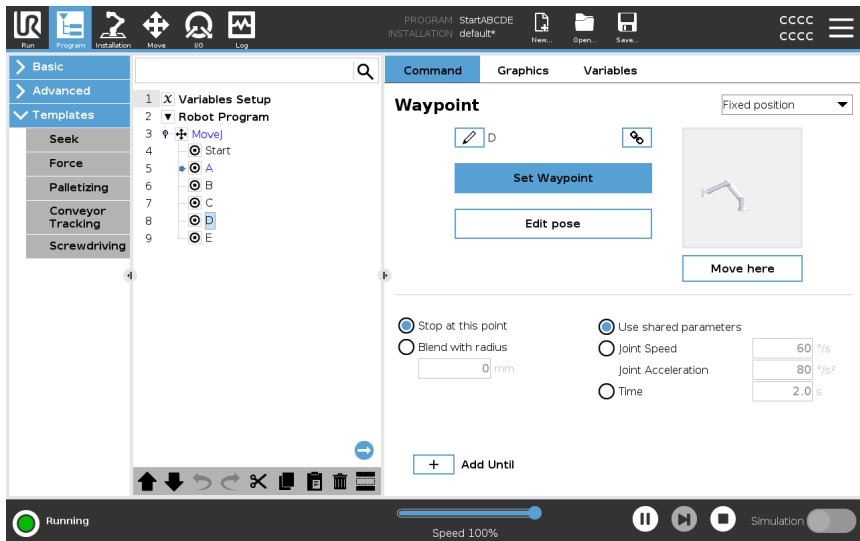 PROGRAM StartABCDE
INSTALLATION default*
CCCC
CCCC
UR
Run
Program
Installation
Move
I/O
Log
New...
Open...
Save...
Basic
Advanced
Templates
Seek
Force
Palletizing
Conveyor
Tracking
Screwdriving
1 X Variables Setup
2 Robot Program
3 MoveJ
4 Start
5 A
6 B
7 C
8 D
9 E
Command Graphics Variables
Waypoint
Fixed position
D
Set Waypoint
Edit pose
Move here
Stop at this point
Blend with radius
0 mm
Use shared parameters
Joint Speed 60 °/s
Joint Acceleration 80 °/s²
Time 2.0 s
+ Add Until
Running
Speed 100%
Simulation